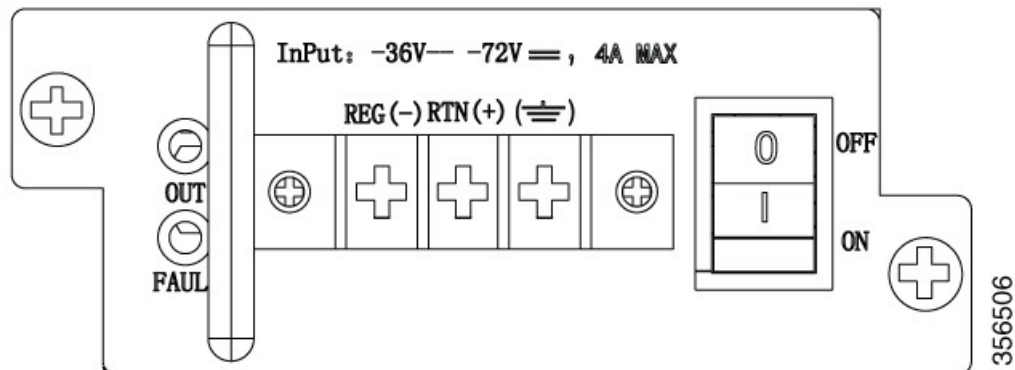 InPut: -36V-- -72V⎓, 4A MAX
REG(-) RTN(+) (⏚)
0 OFF
OUT
I
ON
FAUL
356506